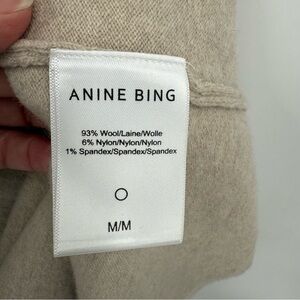 ANINE BING
93% Wool/Laine/Wolle
6% Nylon/Nylon/Nylon
1% Spandex/Spandex/Spandex
M/M